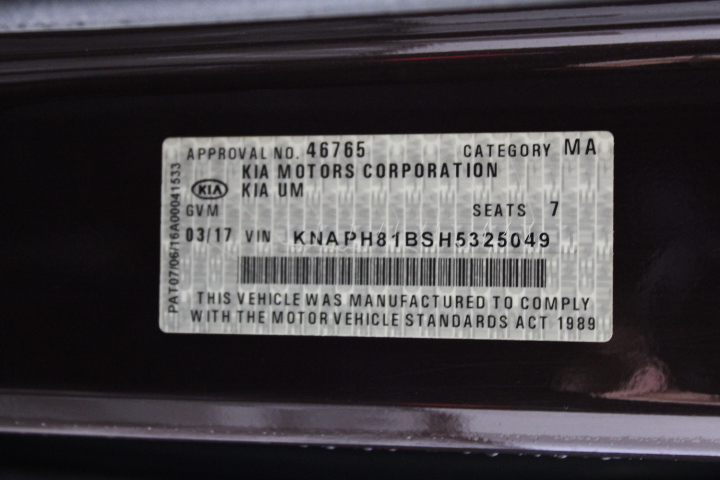 APPROVAL NO. 46765 CATEGORY MA
KIA MOTORS CORPORATION
KIA KIA UM
GVM SEATS 7
03/17 VIN KNAPH81BSH5325049
THIS VEHICLE WAS MANUFACTURED TO COMPLY
WITH THE MOTOR VEHICLE STANDARDS ACT 1989
PAT07/06/16A00041533